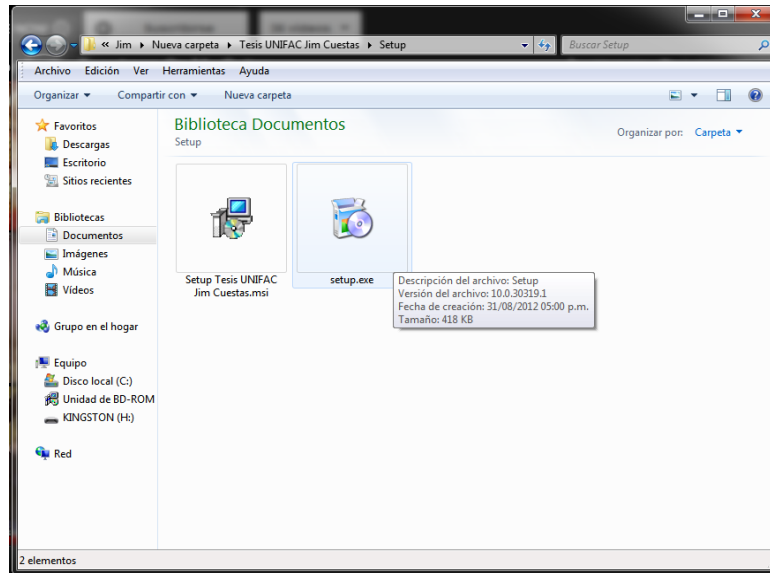 « Jim ▸ Nueva carpeta ▸ Tesis UNIFAC Jim Cuestas ▸ Setup
Buscar Setup
Archivo Edición Ver Herramientas Ayuda
Organizar Compartir con Nueva carpeta
Favoritos
Descargas
Escritorio
Sitios recientes
Bibliotecas
Documentos
Imágenes
Música
Vídeos
Grupo en el hogar
Equipo
Disco local (C:)
Unidad de BD-ROM
KINGSTON (H:)
Red
Biblioteca Documentos
Setup
Organizar por: Carpeta
Setup Tesis UNIFAC
Jim Cuestas.msi
setup.exe
Descripción del archivo: Setup
Versión del archivo: 10.0.30319.1
Fecha de creación: 31/08/2012 05:00 p.m.
Tamaño: 418 KB
2 elementos